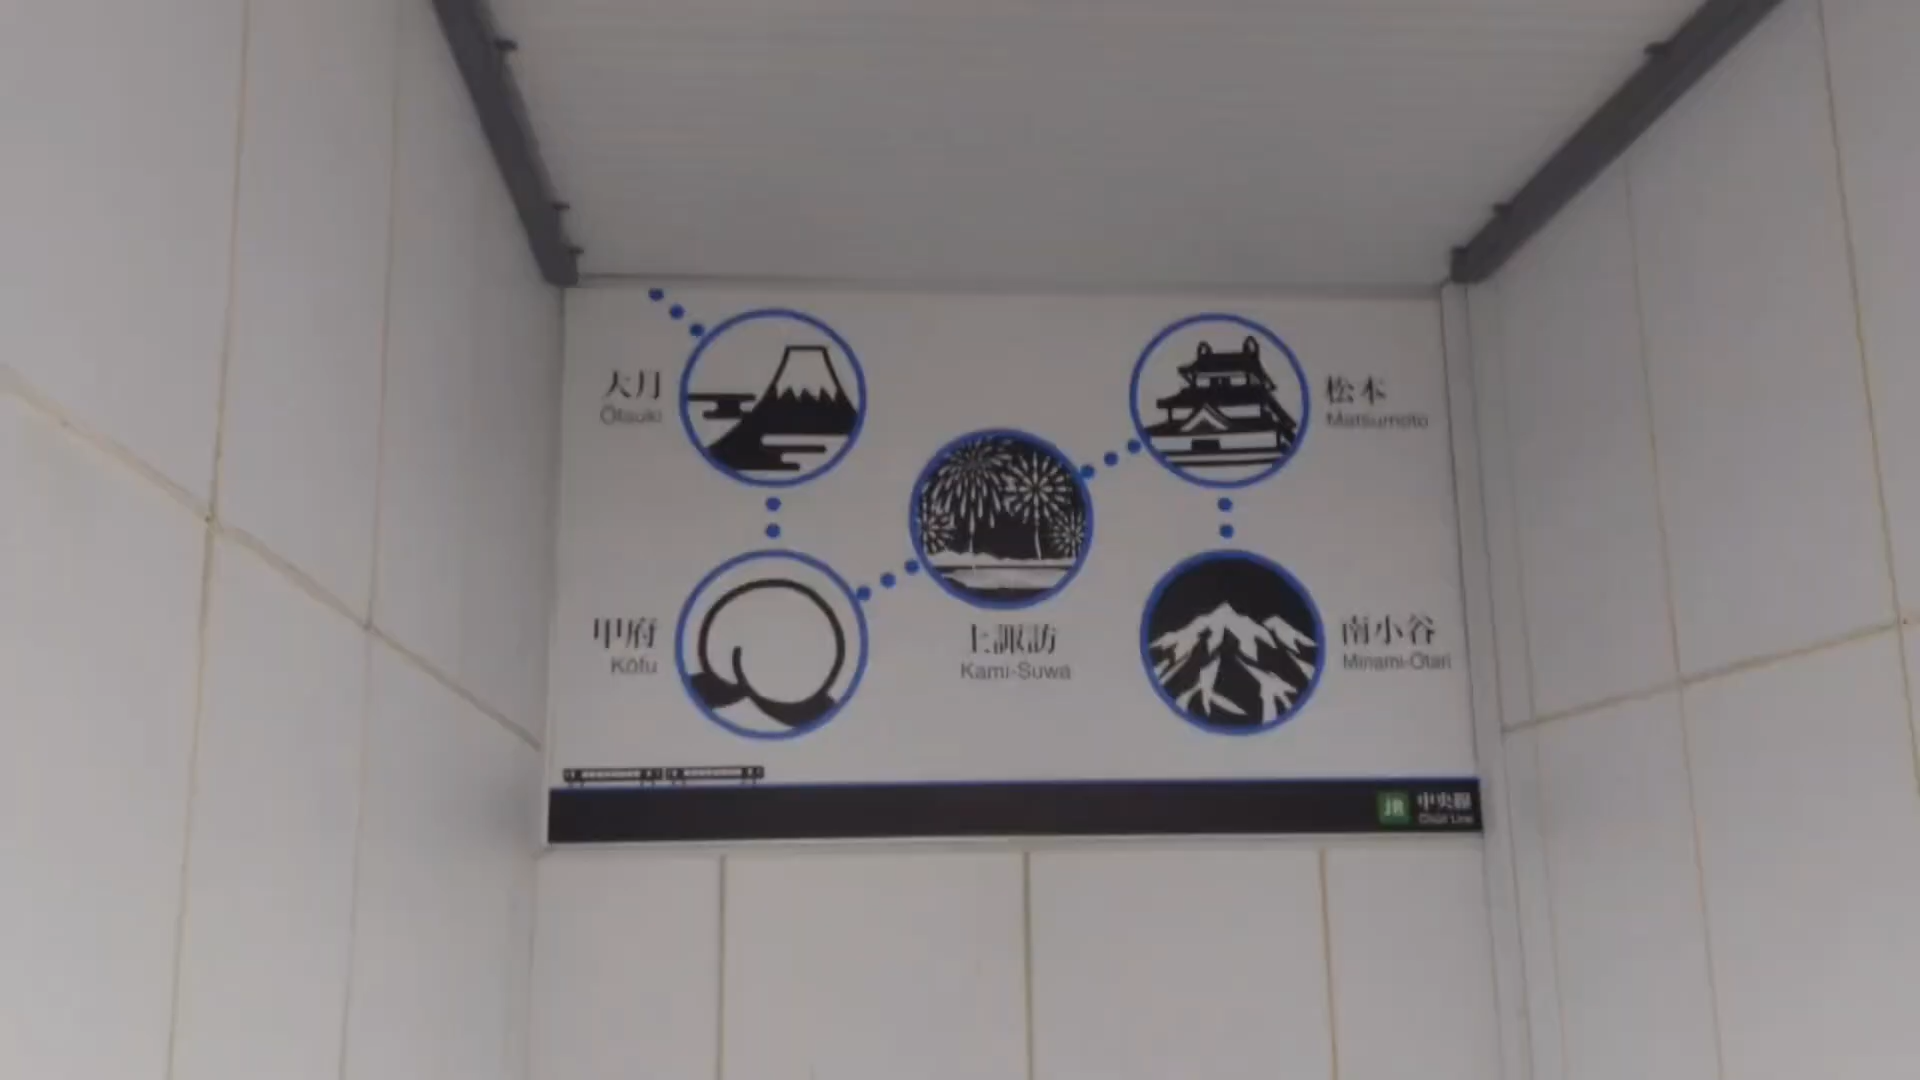 大月
Ōtsuki
松本
Matsumoto
甲府
Kōfu
上諏訪
Kami-Suwa
南小谷
Minami-Otari
JR 中央線
Chūō Line